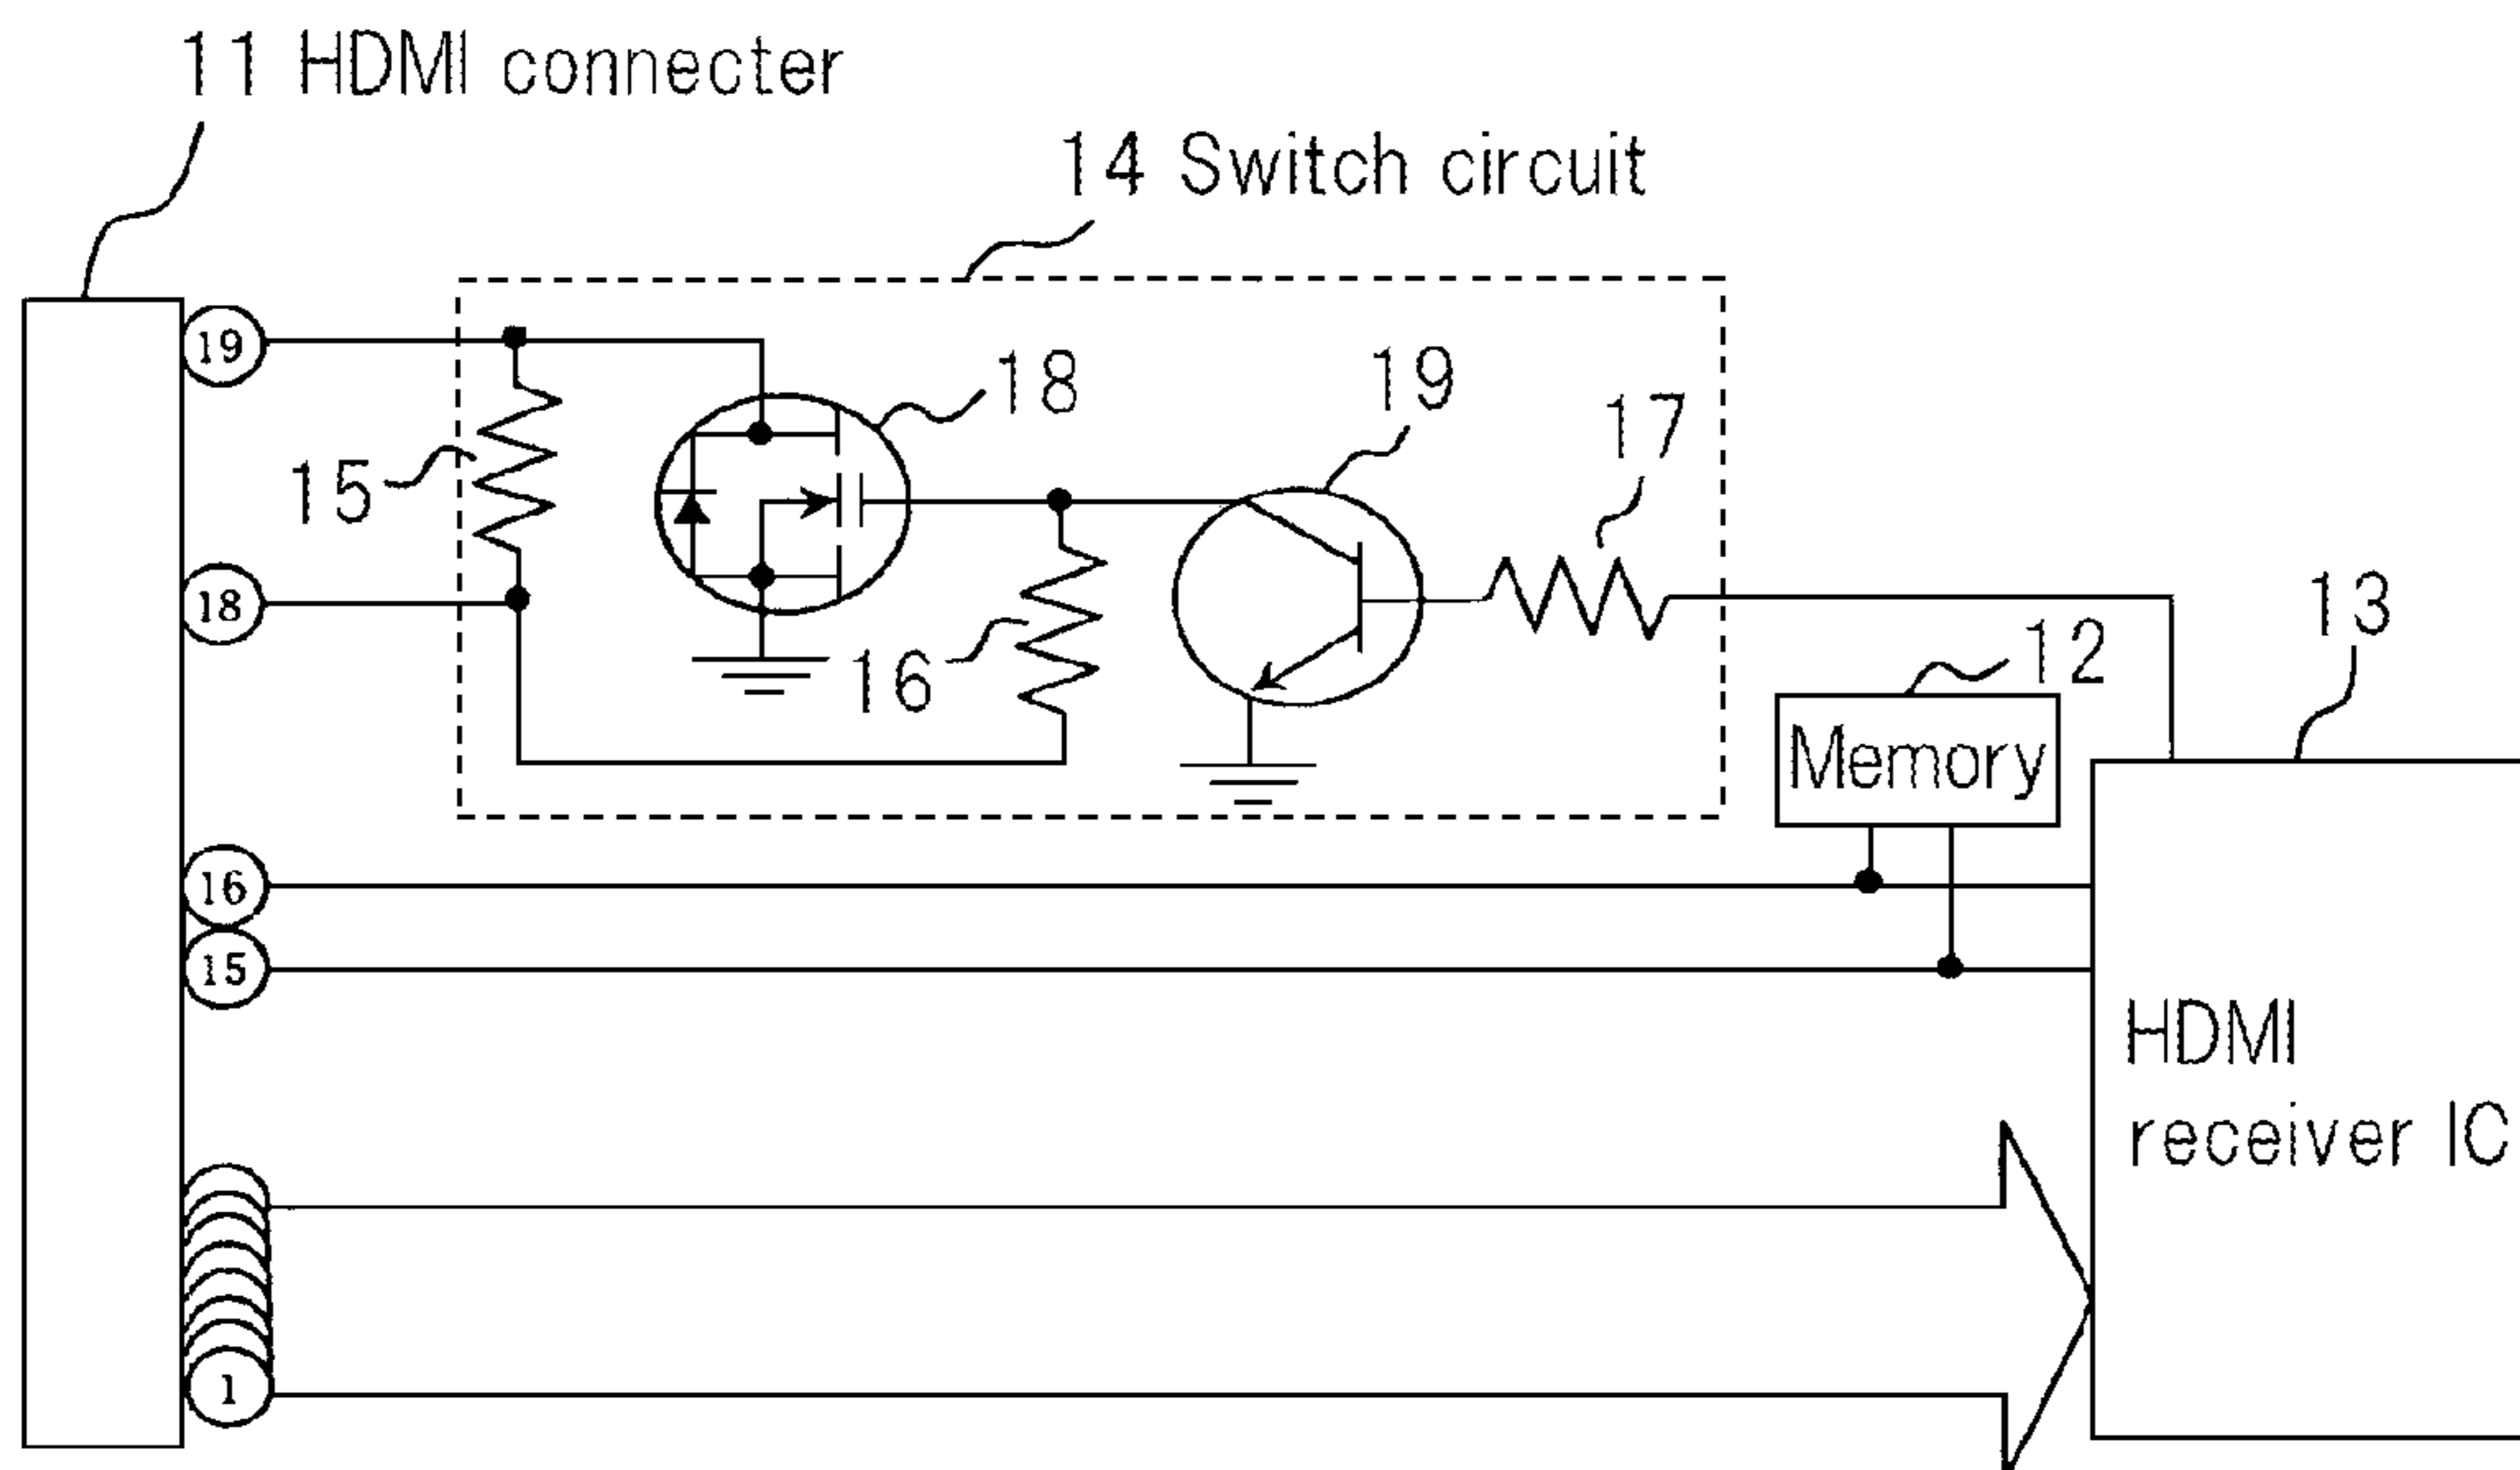 11 HDMI connecter
14 Switch circuit
19
18
19
17
15
18
13
12
16
Memory
16
15
HDMI
receiver IC
1